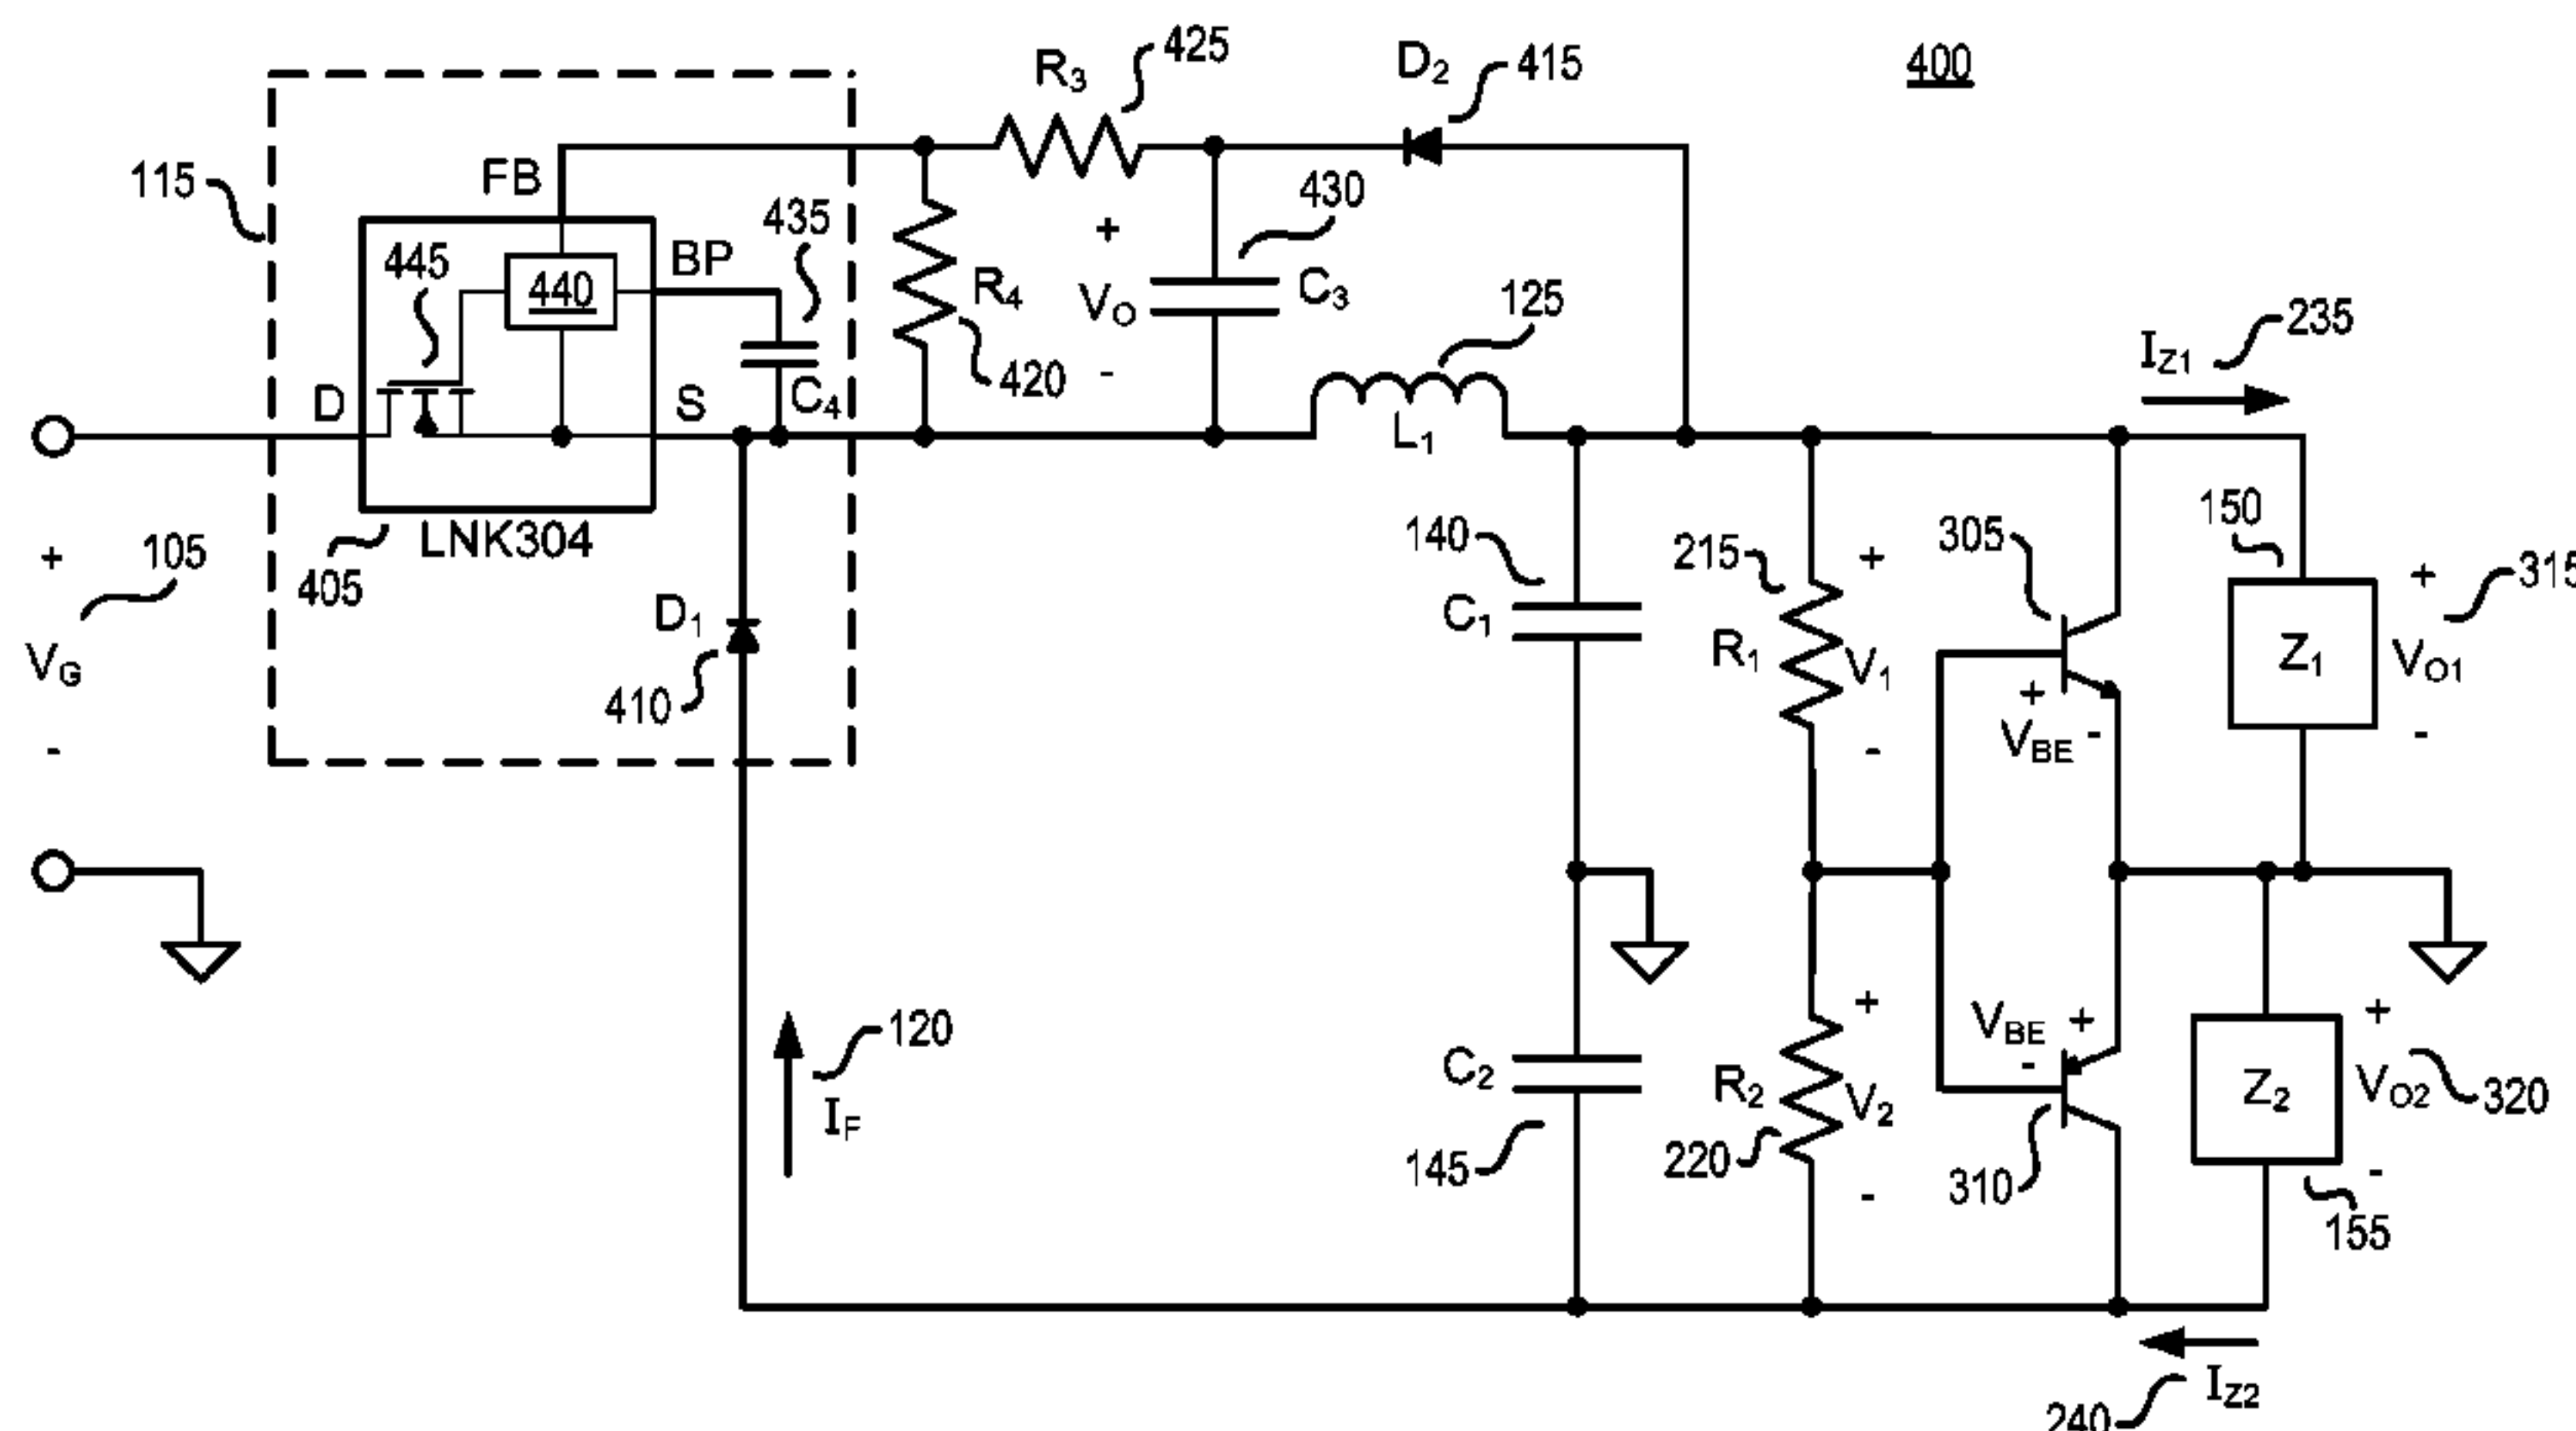 400
R3
425
D2
415
115
FB
445
440
BP
435
R4
420
+
VO
-
430
C3
125
L1
IZ1
235
D
S
C4
LNK304
405
+
105
VG
-
D1
410
140
C1
215
+
R1
V1
-
305
+
VBE
-
150
Z1
+
315
VO1
-
120
IF
C2
145
+
R2
V2
220
-
VBE
+
-
310
Z2
+
VO2
320
-
155
IZ2
240